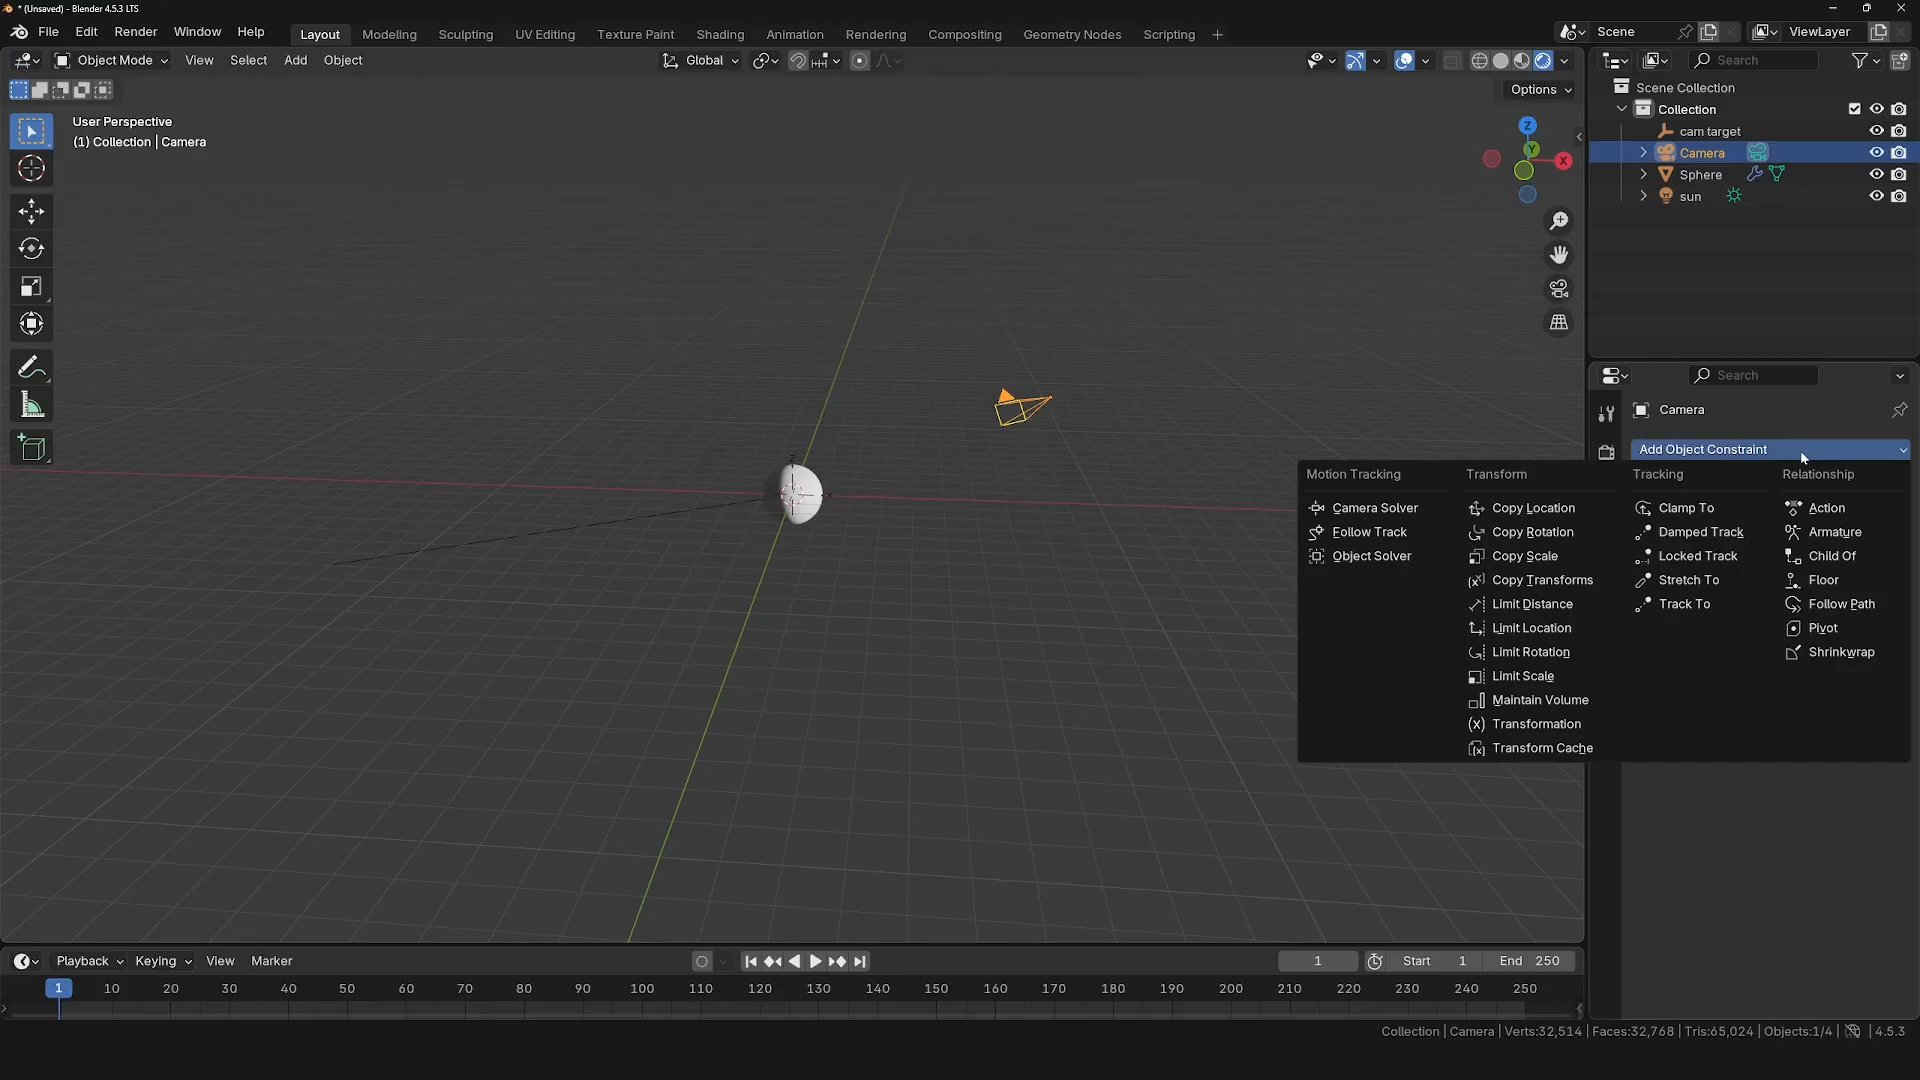 * (Unsaved) - Blender 4.5.3 LTS
File Edit Render Window Help Layout Modeling Sculpting UV Editing Texture Paint Shading Animation Rendering Compositing Geometry Nodes Scripting + Scene ViewLayer
Object Mode View Select Add Object Global Search
Options
User Perspective
(1) Collection | Camera
Z
Y
X
Scene Collection
Collection
cam target
Camera
Sphere
sun
Search
Camera
Add Object Constraint
Motion Tracking Transform Tracking Relationship
Camera Solver Copy Location Clamp To Action
Follow Track Copy Rotation Damped Track Armature
Object Solver Copy Scale Locked Track Child Of
Copy Transforms Stretch To Floor
Limit Distance Track To Follow Path
Limit Location Pivot
Limit Rotation Shrinkwrap
Limit Scale
Maintain Volume
Transformation
Transform Cache
Playback Keying View Marker 1 Start 1 End 250
1 10 20 30 40 50 60 70 80 90 100 110 120 130 140 150 160 170 180 190 200 210 220 230 240 250
Collection | Camera | Verts:32,514 | Faces:32,768 | Tris:65,024 | Objects:1/4 | 4.5.3